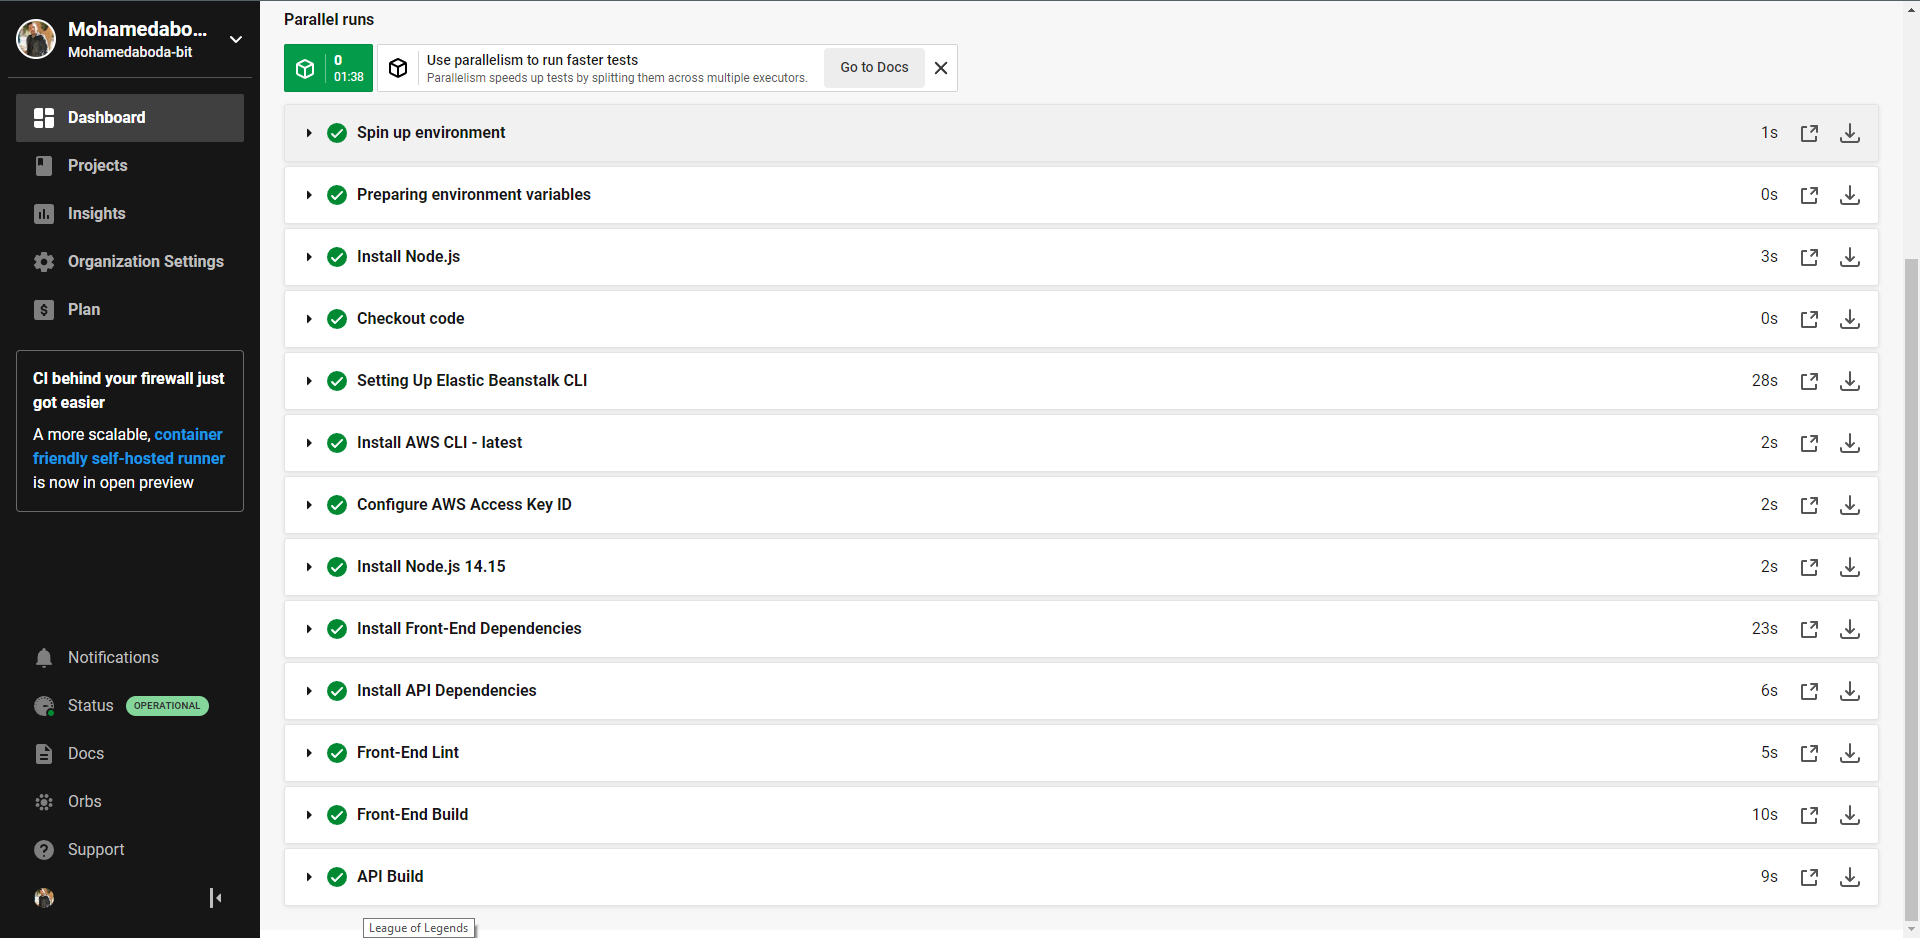 Mohamedabo...
Mohamedaboda-bit
Dashboard
Projects
Insights
Organization Settings
Plan
CI behind your firewall just
got easier
A more scalable, container
friendly self-hosted runner
is now in open preview
Notifications
Status OPERATIONAL
Docs
Orbs
Support
Parallel runs
0
01:38
Use parallelism to run faster tests
Parallelism speeds up tests by splitting them across multiple executors.
Go to Docs
Spin up environment 1s
Preparing environment variables 0s
Install Node.js 3s
Checkout code 0s
Setting Up Elastic Beanstalk CLI 28s
Install AWS CLI - latest 2s
Configure AWS Access Key ID 2s
Install Node.js 14.15 2s
Install Front-End Dependencies 23s
Install API Dependencies 6s
Front-End Lint 5s
Front-End Build 10s
API Build 9s
League of Legends